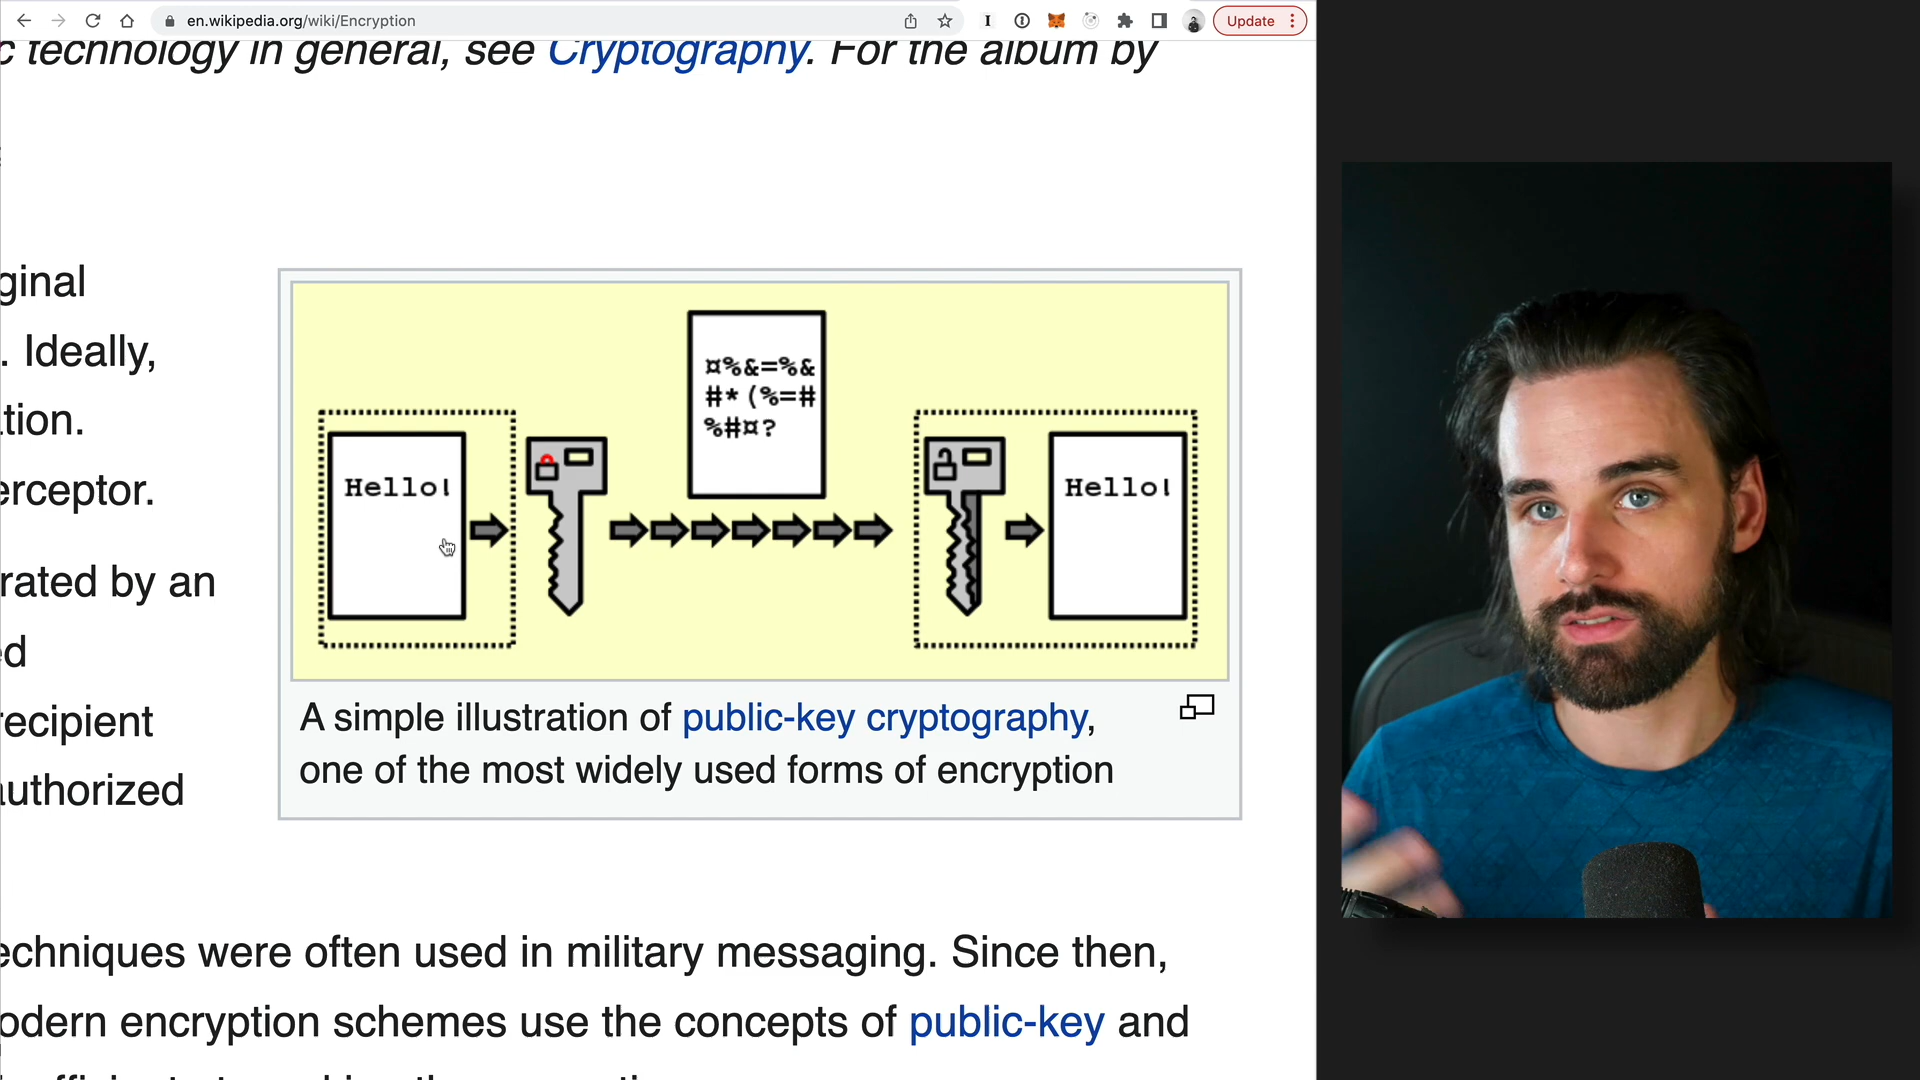 en.wikipedia.org/wiki/Encryption
Update
c technology in general, see Cryptography. For the album by
ginal
. Ideally,
tion.
erceptor.
rated by an
ed
recipient
authorized
¤%&=%&
#*(%=#
%#¤?
Hello!
Hello!
A simple illustration of public-key cryptography,
one of the most widely used forms of encryption
echniques were often used in military messaging. Since then,
odern encryption schemes use the concepts of public-key and